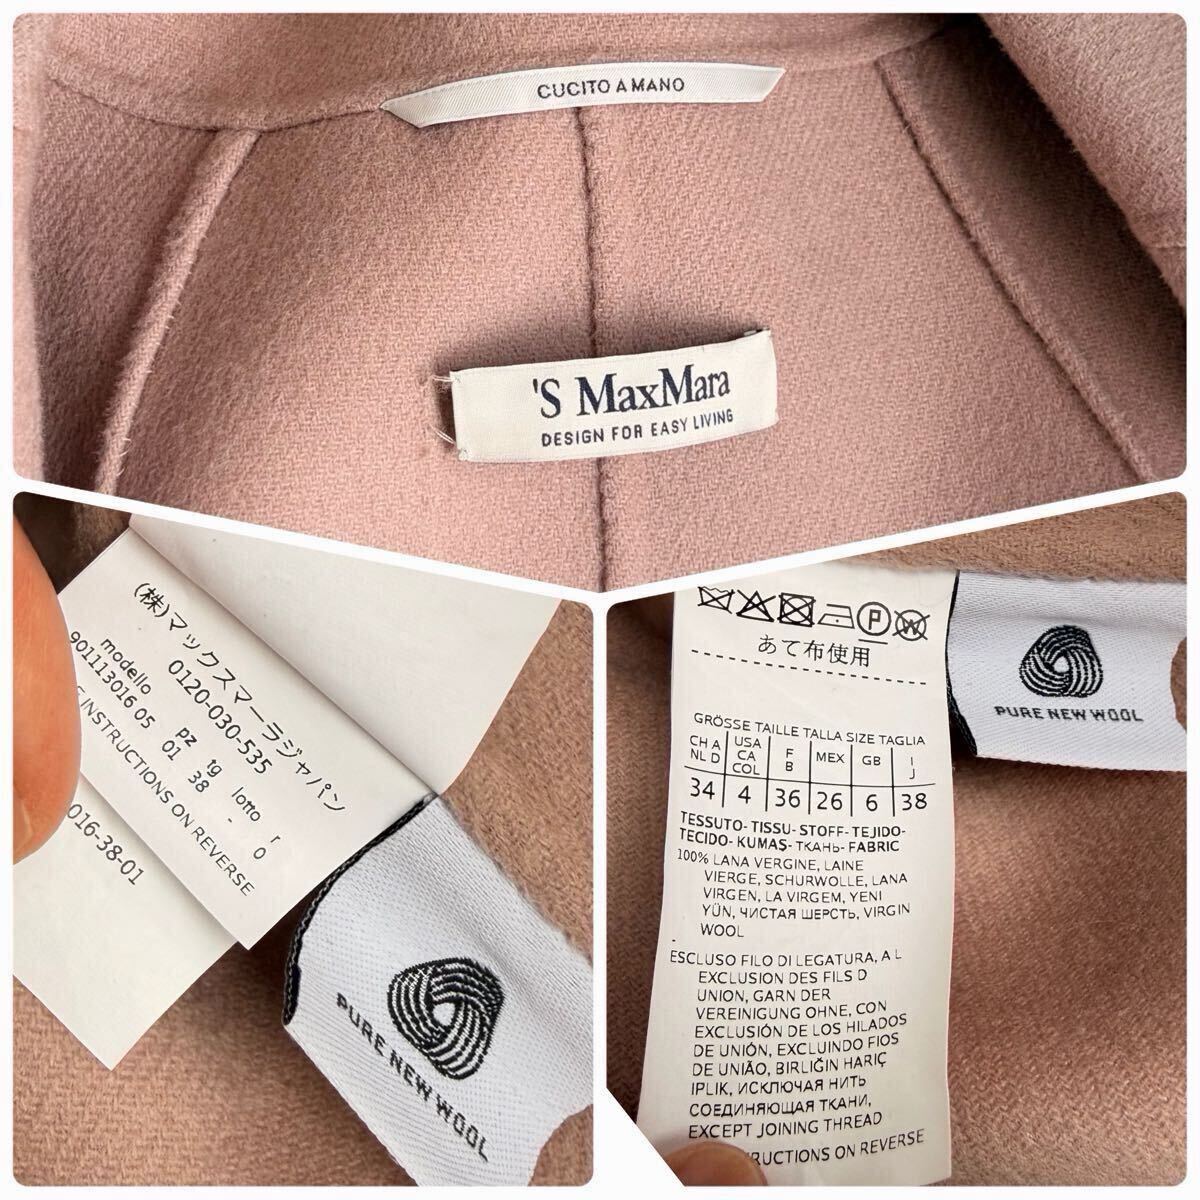 CUCITO A MANO
'S MaxMara
DESIGN FOR EASY LIVING
(株)マックスマーラジャパン
0120-030-535
modello pz tg lotto r
901113016 05 01 38 - 0
INSTRUCTIONS ON REVERSE
016-38-01
PURE NEW WOOL
あて布使用
PURE NEW WOOL
GRÖSSE TAILLE TALLA SIZE TAGLIA
CH A NL D
USA CA COL
F B
MEX
GB
I J
34 4 36 26 6 38
TESSUTO- TISSU- STOFF- TEJIDO-
TECIDO- KUMAŞ- ТКАНЬ- FABRIC
100% LANA VERGINE, LAINE
VIERGE, SCHURWOLLE, LANA
VIRGEN, LA VIRGEM, YENI
YÜN, ЧИСТАЯ ШЕРСТЬ, VIRGIN
WOOL
ESCLUSO FILO DI LEGATURA, A L
EXCLUSION DES FILS D
UNION, GARN DER
VEREINIGUNG OHNE, CON
EXCLUSIÓN DE LOS HILADOS
DE UNIÓN, EXCLUINDO FIOS
DE UNIÃO, BIRLIĞIN HARIÇ
IPLIK, ИСКЛЮЧАЯ НИТЬ
СОЕДИНЯЮЩАЯ ТКАНИ,
EXCEPT JOINING THREAD
RUCTIONS ON REVERSE